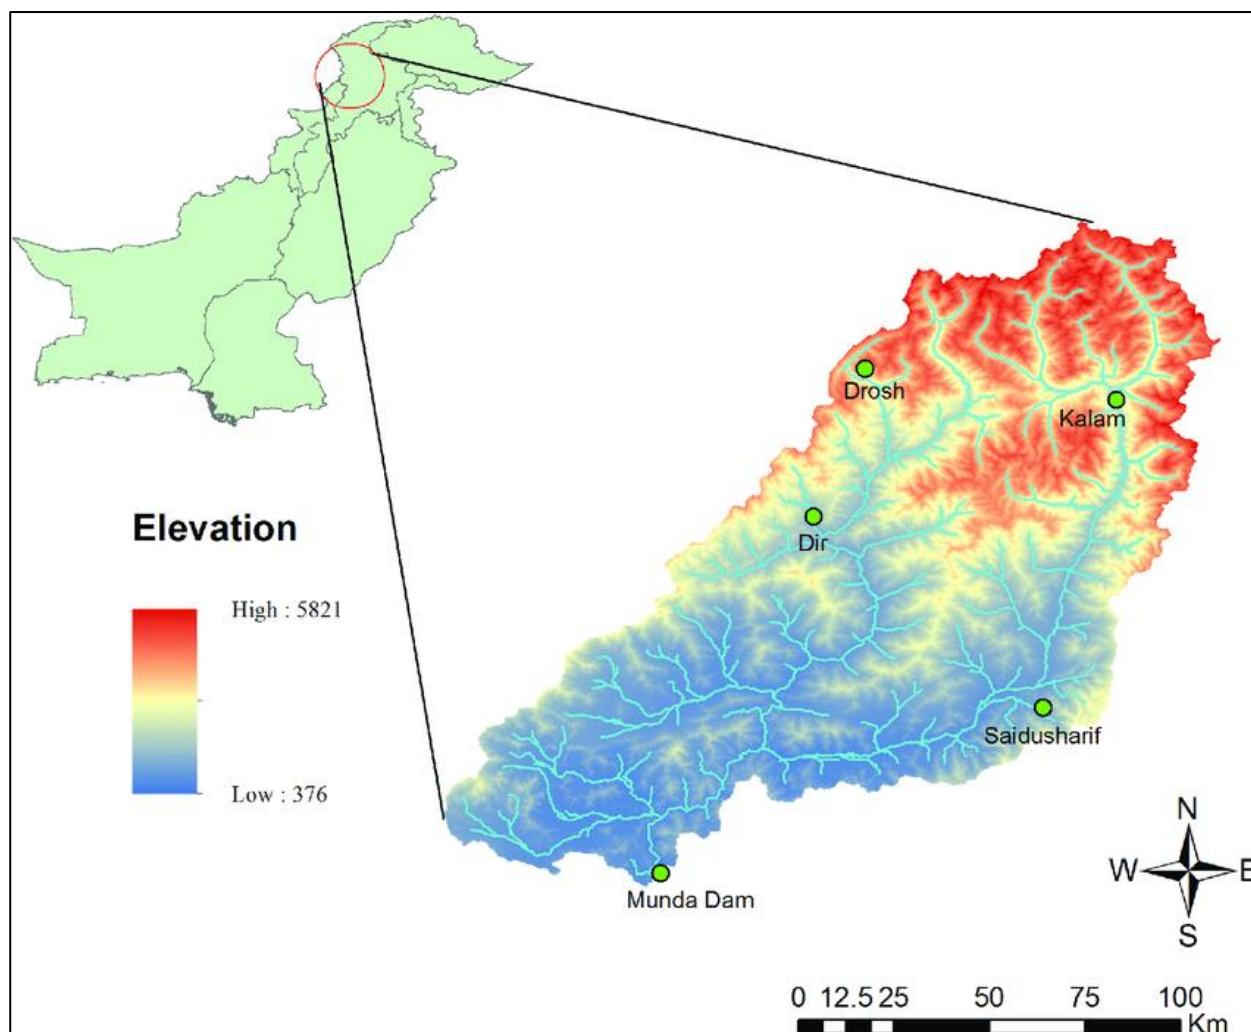 Drosh
Kalam
Elevation
Dir
High : 5821
Low : 376
Saidusharif
Munda Dam
N
W E
S
0 12.5 25 50 75 100
Km